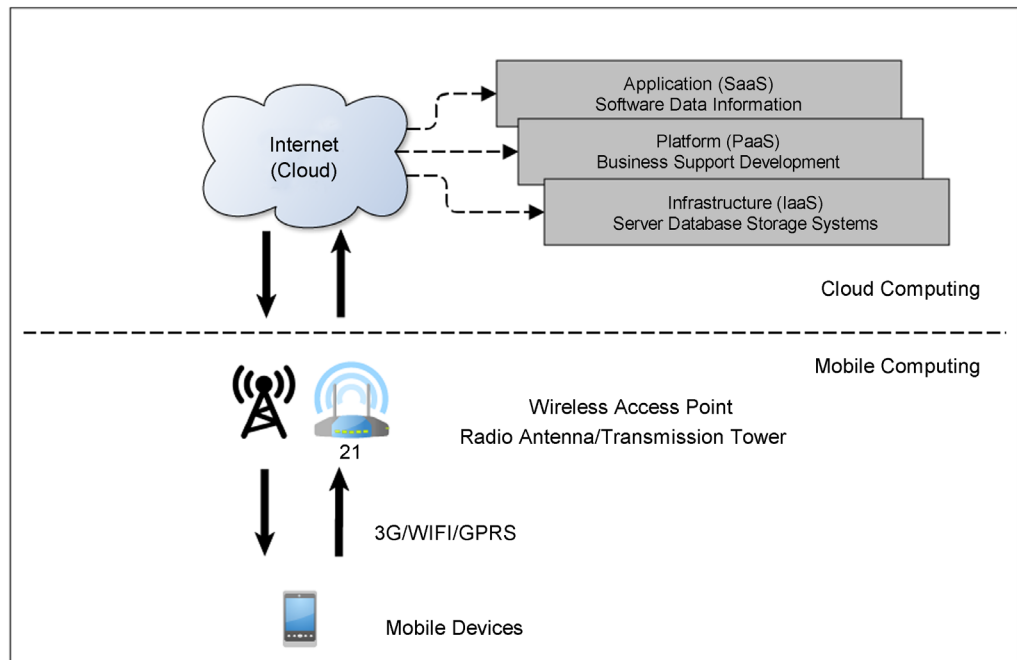 Application (SaaS)
Software Data Information
Internet
(Cloud)
Platform (PaaS)
Business Support Development
Infrastructure (IaaS)
Server Database Storage Systems
Cloud Computing
Mobile Computing
Wireless Access Point
Radio Antenna/Transmission Tower
21
3G/WIFI/GPRS
Mobile Devices